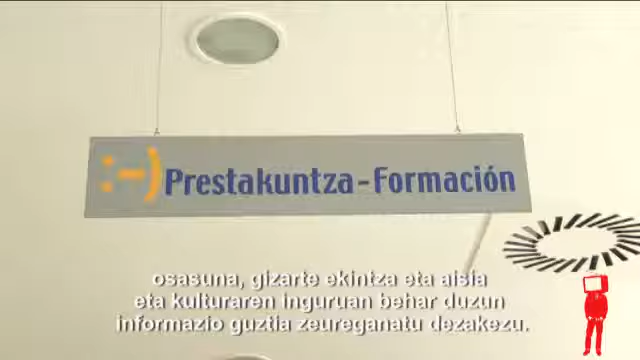 :-) Prestakuntza-Formación
osasuna, gizarte ekintza eta aisia
eta kulturaren inguruan behar duzun
informazio guztia zeureganatu dezakezu.